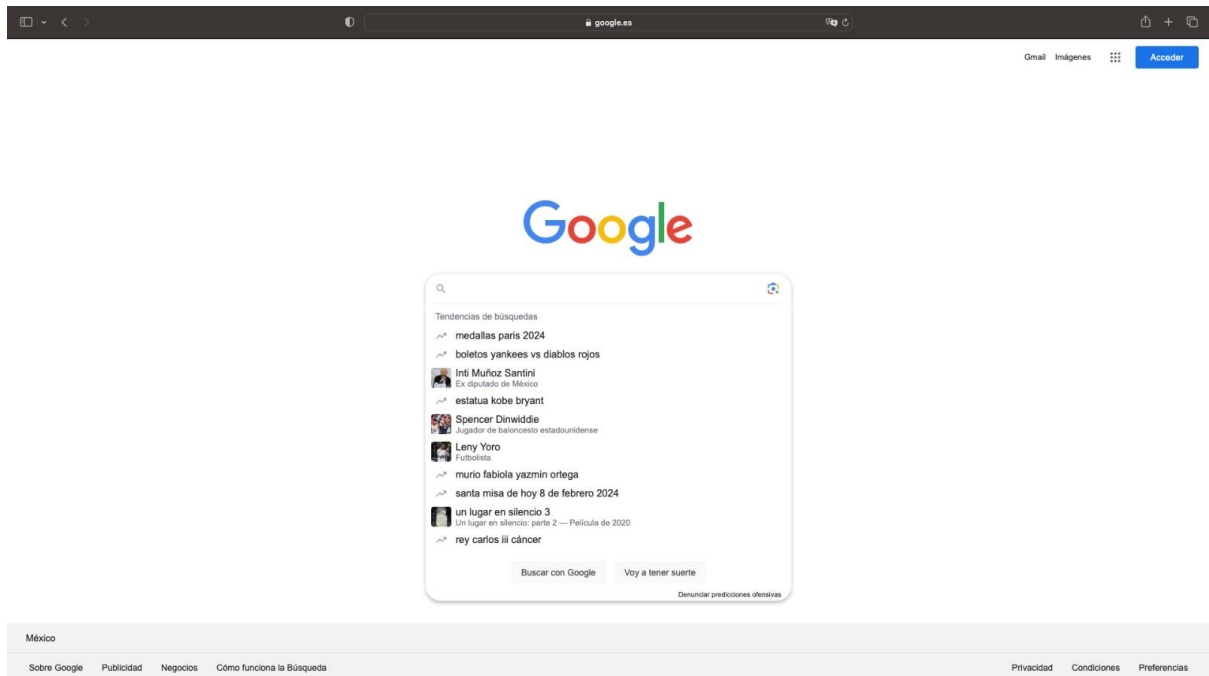 google.es
Gmail Imágenes Acceder
Google
Tendencias de búsquedas
medallas paris 2024
boletos yankees vs diablos rojos
Inti Muñoz Santini
Ex diputado de México
estatua kobe bryant
Spencer Dinwiddie
Jugador de baloncesto estadounidense
Leny Yoro
Futbolista
murio fabiola yazmin ortega
santa misa de hoy 8 de febrero 2024
un lugar en silencio 3
Un lugar en silencio: parte 2 — Película de 2020
rey carlos iii cáncer
Buscar con Google Voy a tener suerte
Denunciar predicciones ofensivas
México
Sobre Google Publicidad Negocios Cómo funciona la Búsqueda Privacidad Condiciones Preferencias